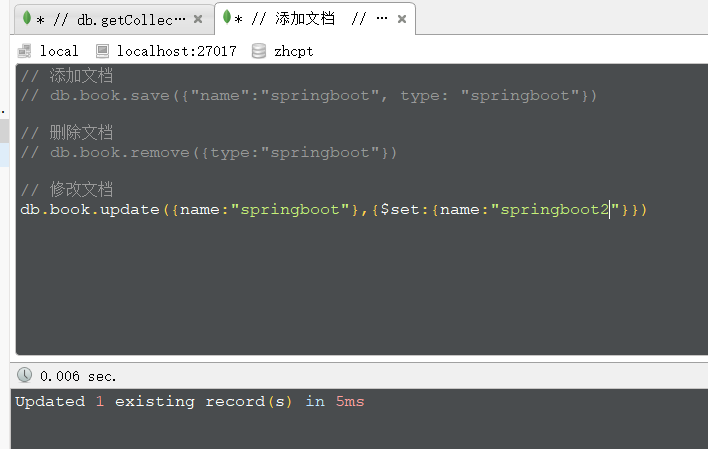 * // db.getCollec…
* // 添加文档 // …
local localhost:27017 zhcpt
// 添加文档
// db.book.save({"name":"springboot", type: "springboot"})
// 删除文档
// db.book.remove({type:"springboot"})
// 修改文档
db.book.update({name:"springboot"},{$set:{name:"springboot2"}})
0.006 sec.
Updated 1 existing record(s) in 5ms